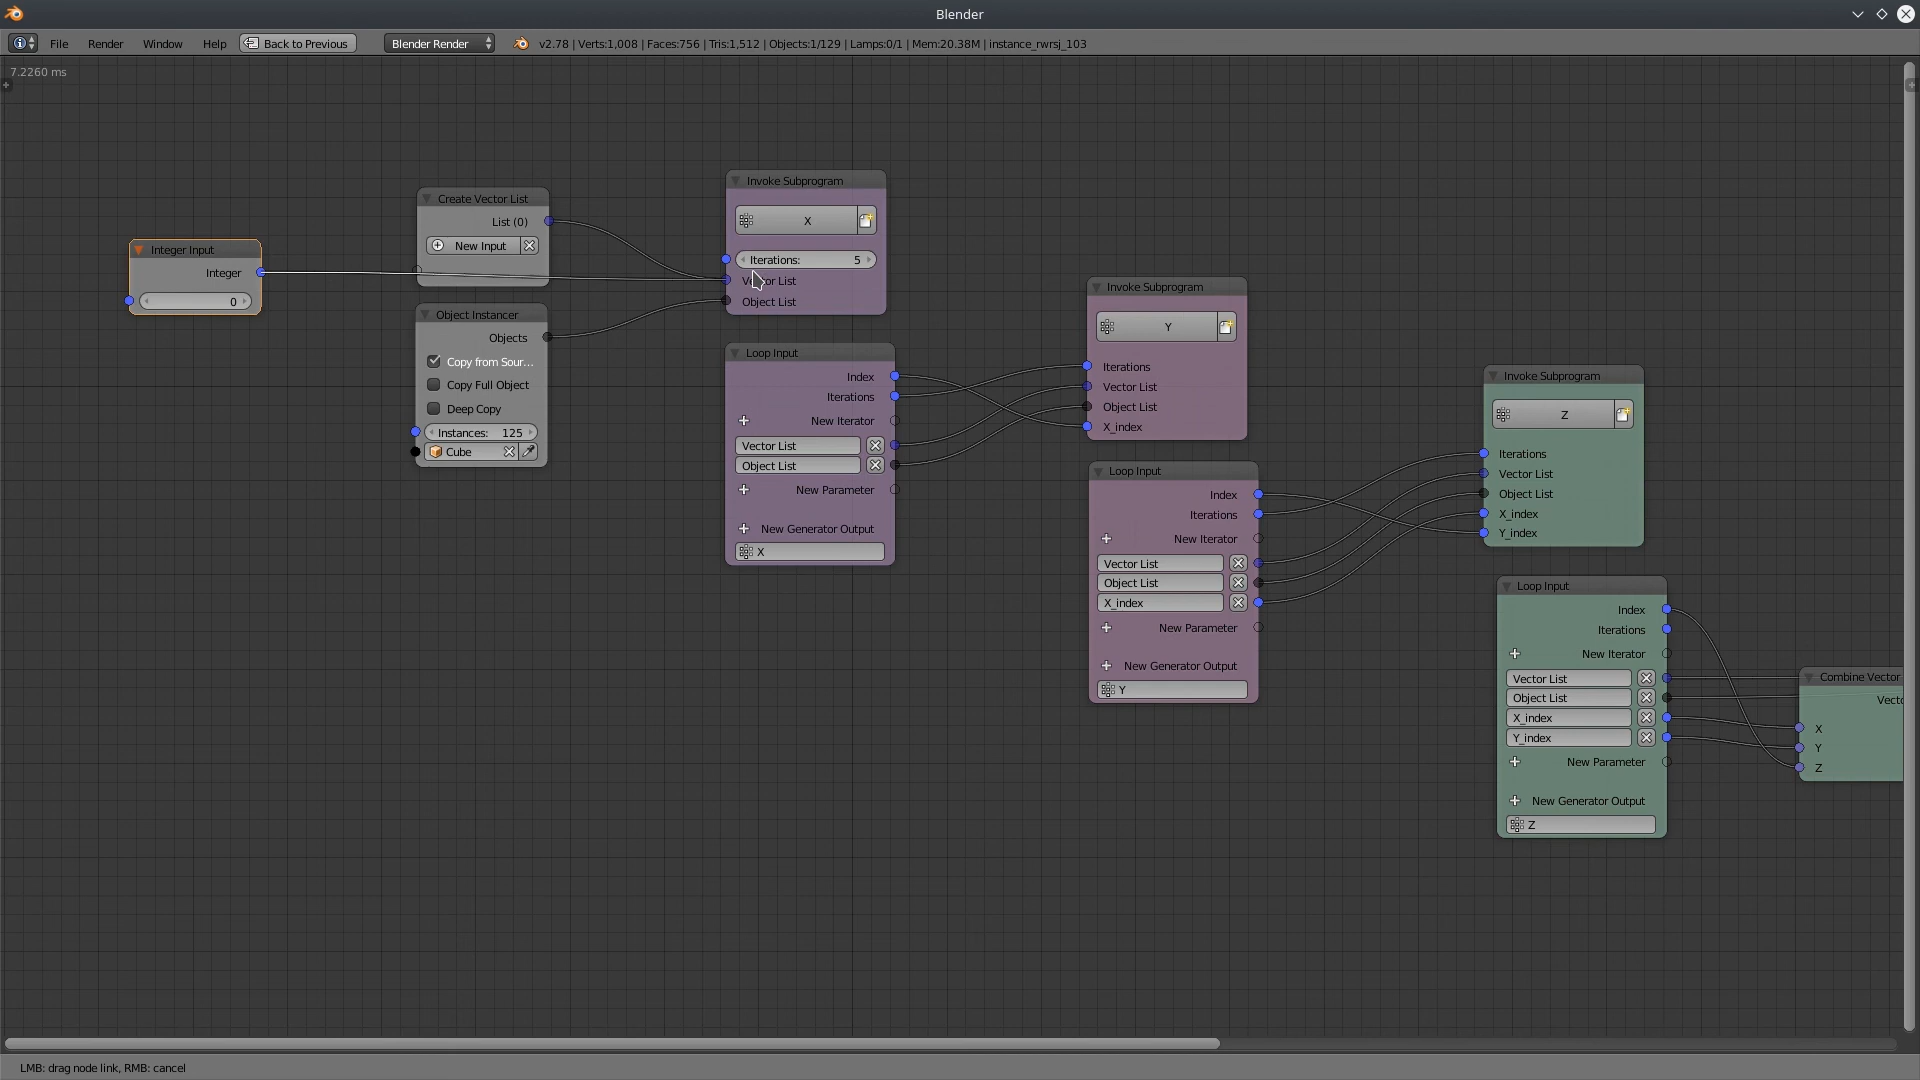 Blender
File Render Window Help Back to Previous Blender Render v2.78 | Verts:1,008 | Faces:756 | Tris:1,512 | Objects:1/129 | Lamps:0/1 | Mem:20.38M | instance_rwrsj_103
7.2260 ms
Integer Input
Integer
0
Create Vector List
List (0)
New Input
Object Instancer
Objects
Copy from Sour...
Copy Full Object
Deep Copy
Instances: 125
Cube
Invoke Subprogram
X
Iterations: 5
Vector List
Object List
Loop Input
Index
Iterations
New Iterator
Vector List
Object List
New Parameter
New Generator Output
X
Invoke Subprogram
Y
Iterations
Vector List
Object List
X_index
Loop Input
Index
Iterations
New Iterator
Vector List
Object List
X_index
New Parameter
New Generator Output
Y
Invoke Subprogram
Z
Iterations
Vector List
Object List
X_index
Y_index
Loop Input
Index
Iterations
New Iterator
Vector List
Object List
X_index
Y_index
New Parameter
New Generator Output
Z
Combine Vector
Vecto
X
Y
Z
LMB: drag node link, RMB: cancel